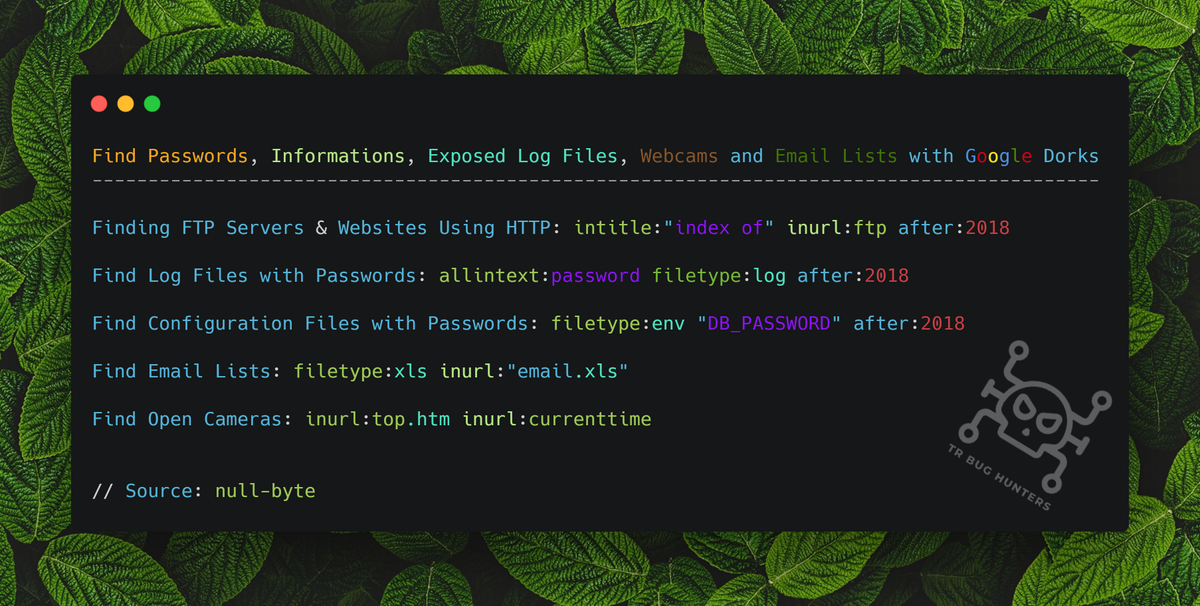 Find Passwords, Informations, Exposed Log Files, Webcams and Email Lists with Google Dorks
------------------------------------------------------------------------------------------
Finding FTP Servers & Websites Using HTTP: intitle:"index of" inurl:ftp after:2018
Find Log Files with Passwords: allintext:password filetype:log after:2018
Find Configuration Files with Passwords: filetype:env "DB_PASSWORD" after:2018
Find Email Lists: filetype:xls inurl:"email.xls"
Find Open Cameras: inurl:top.htm inurl:currenttime
// Source: null-byte
TR BUG HUNTERS